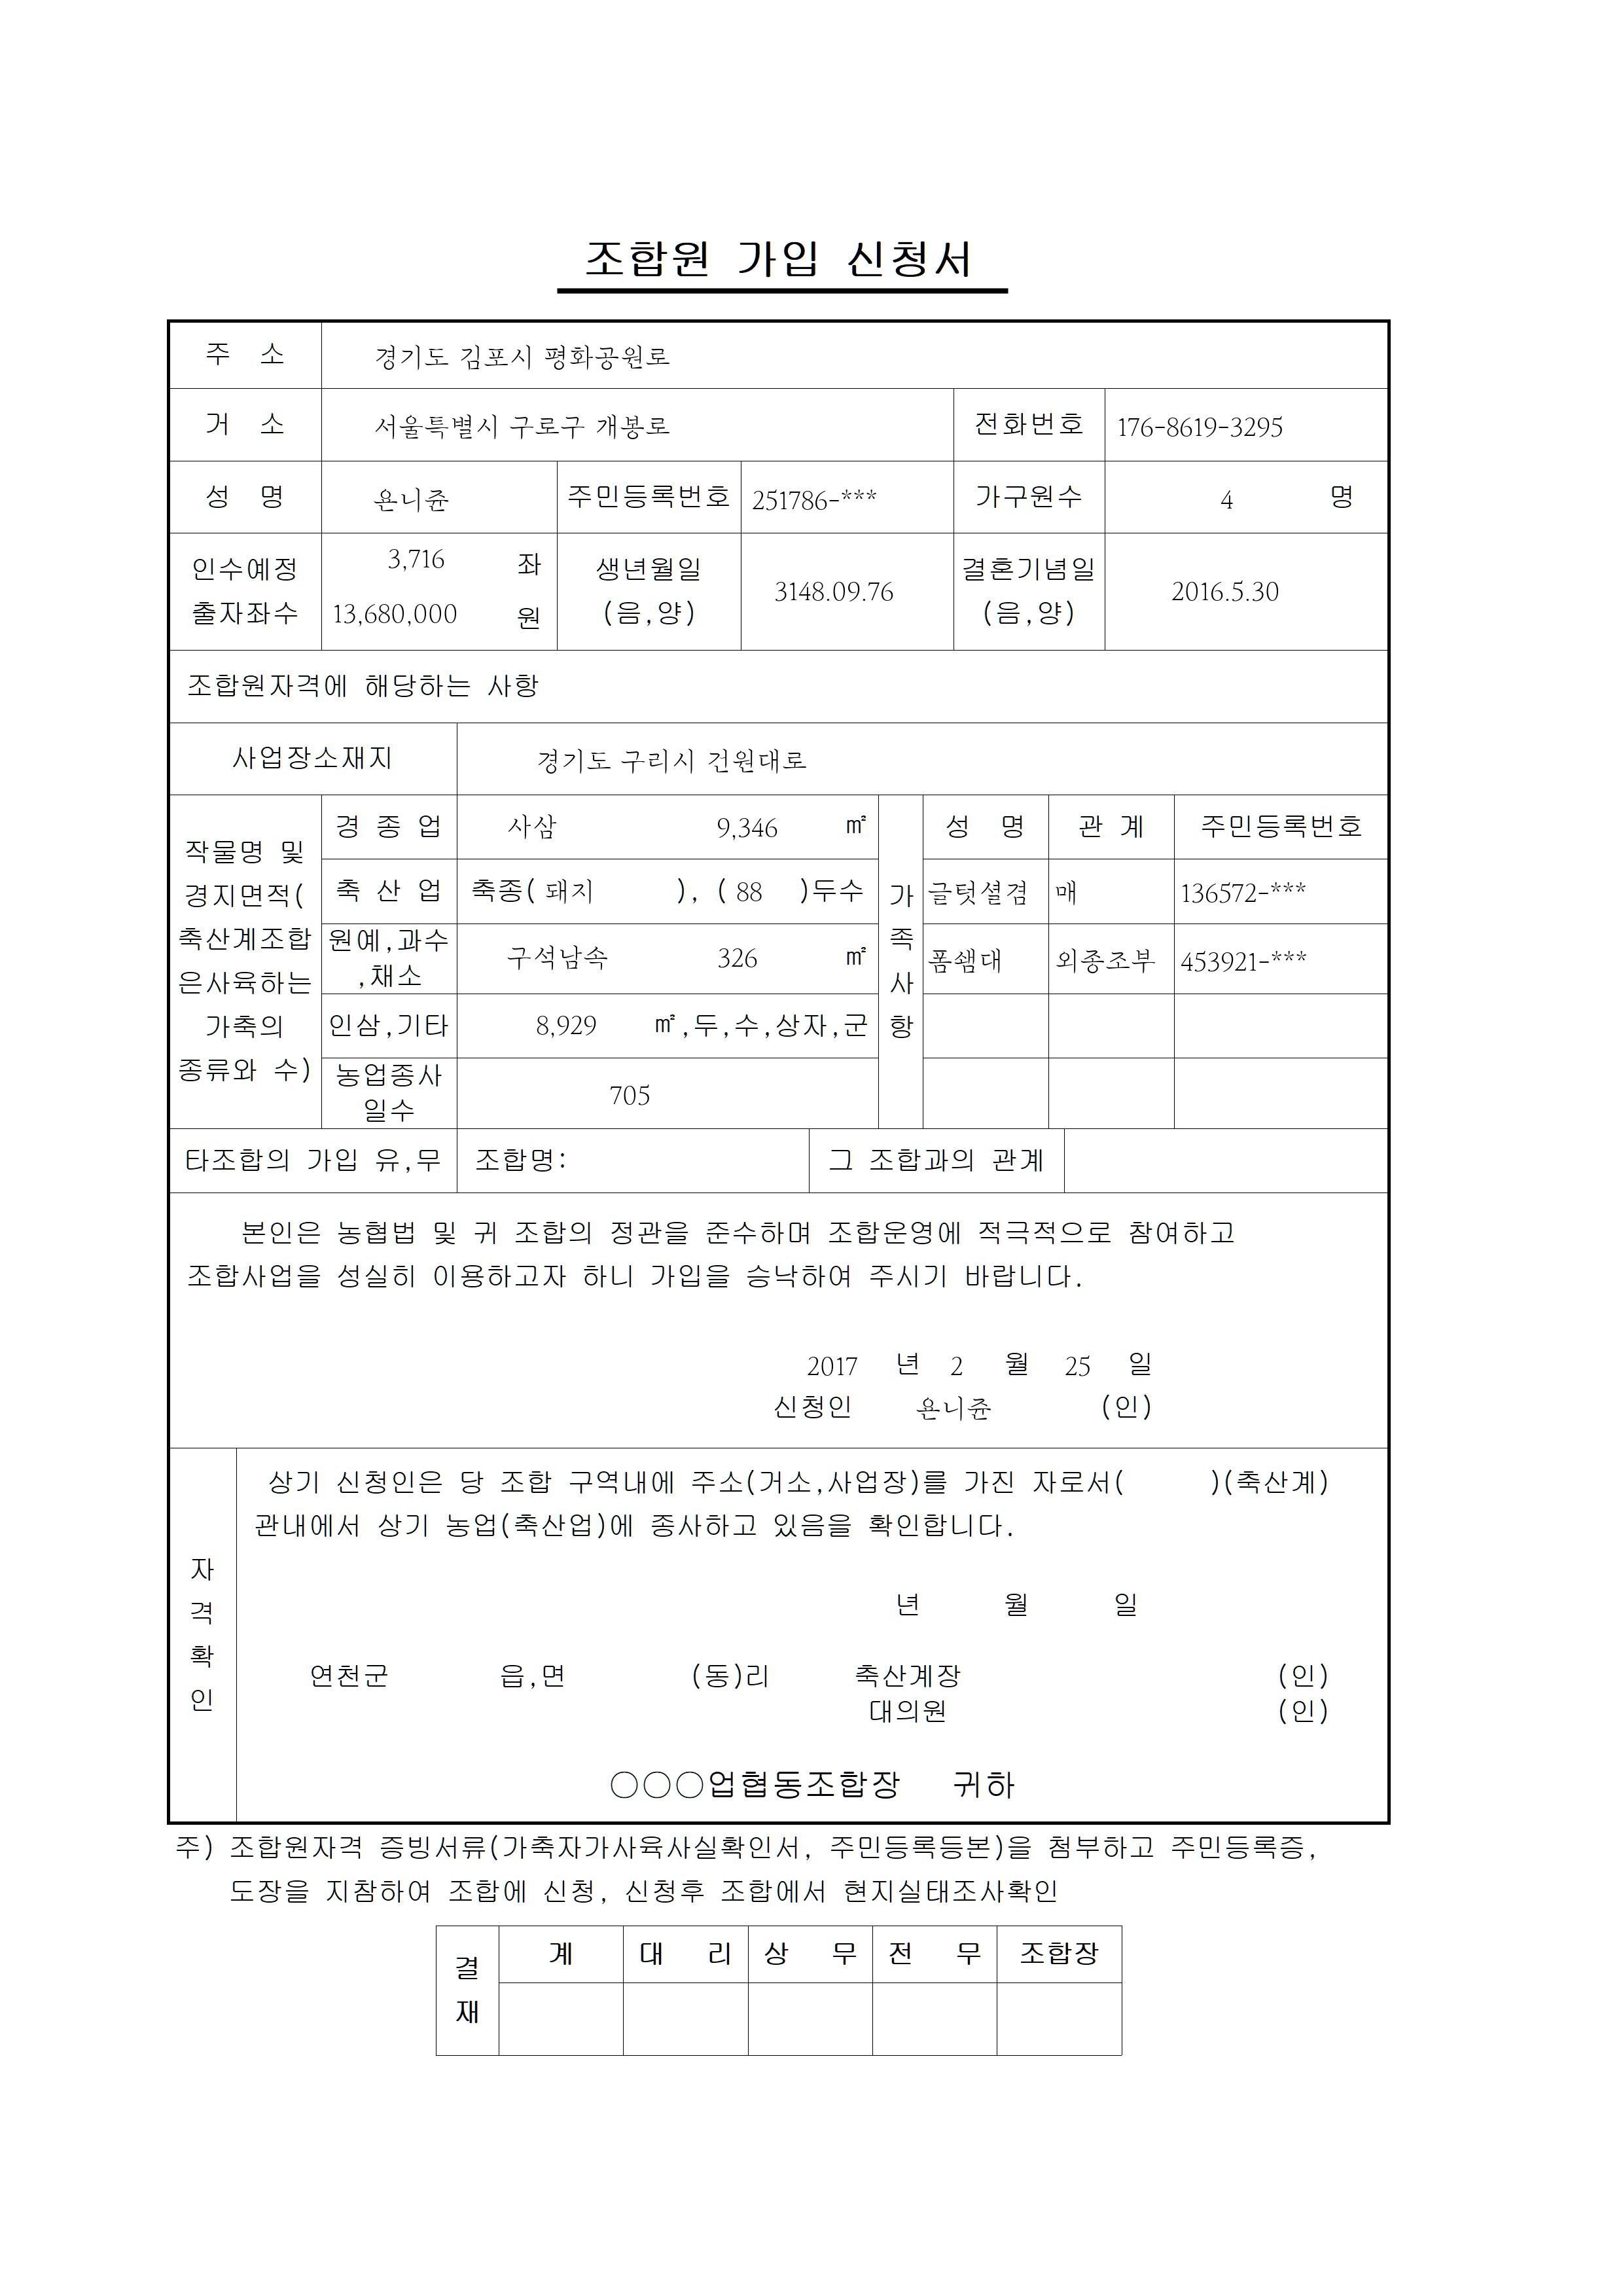 조합원 가입 신청서
주 소 경기도 김포시 평화공원로
거 소 서울특별시 구로구 개봉로 전화번호 176-8619-3295
성 명 욘니쥰 주민등록번호 251786-*** 가구원수 4 명
인수예정 출자좌수 3,716 좌 13,680,000 원 생년월일 (음,양) 3148.09.76 결혼기념일 (음,양) 2016.5.30
조합원자격에 해당하는 사항
사업장소재지 경기도 구리시 건원대로
작물명 및 경지면적( 축산계조합 은사육하는 가축의 종류와 수)
경 종 업 사삼 9,346 ㎡
축 산 업 축종( 돼지 ), ( 88 )두수
원예,과수 ,채소 구석남속 326 ㎡
인삼,기타 8,929 ㎡,두,수,상자,군
농업종사 일수 705
가족사항
성 명 관 계 주민등록번호
글텃셜겸 매 136572-***
폼쉘대 외종조부 453921-***
타조합의 가입 유,무 조합명: 그 조합과의 관계
본인은 농협법 및 귀 조합의 정관을 준수하며 조합운영에 적극적으로 참여하고
조합사업을 성실히 이용하고자 하니 가입을 승낙하여 주시기 바랍니다.
2017 년 2 월 25 일
신청인 욘니쥰 (인)
자격확인
상기 신청인은 당 조합 구역내에 주소(거소,사업장)를 가진 자로서( )(축산계)
관내에서 상기 농업(축산업)에 종사하고 있음을 확인합니다.
년 월 일
연천군 읍,면 (동)리 축산계장 (인)
대의원 (인)
○○○업협동조합장 귀하
주) 조합원자격 증빙서류(가축자가사육사실확인서, 주민등록등본)을 첨부하고 주민등록증,
도장을 지참하여 조합에 신청, 신청후 조합에서 현지실태조사확인
결재 계 대 리 상 무 전 무 조합장